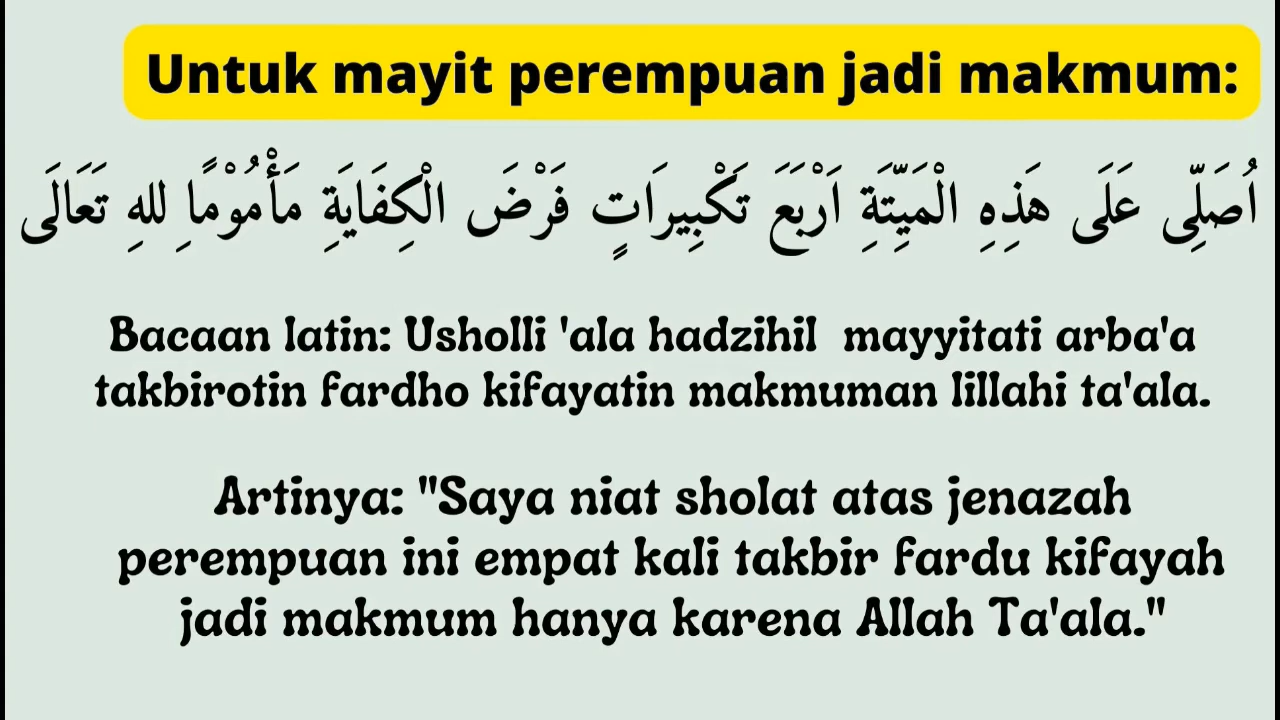 Untuk mayit perempuan jadi makmum:
اُصَلِّى عَلَى هَذِهِ الْمَيِّتَةِ اَرْبَعَ تَكْبِيرَاتٍ فَرْضَ الْكِفَايَةِ مَأْمُوْمًا لِلهِ تَعَالَى
Bacaan latin: Usholli 'ala hadzihil mayyitati arba'a
takbirotin fardho kifayatin makmuman lillahi ta'ala.
Artinya: "Saya niat sholat atas jenazah
perempuan ini empat kali takbir fardu kifayah
jadi makmum hanya karena Allah Ta'ala."